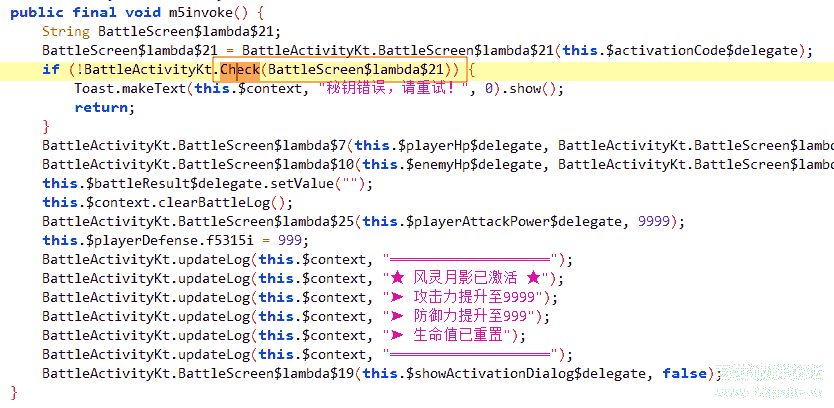 public final void m5invoke() {
String BattleScreen$lambda$21;
BattleScreen$lambda$21 = BattleActivityKt.BattleScreen$lambda$21(this.$activationCode$delegate);
if (!BattleActivityKt.Check(BattleScreen$lambda$21)) {
Toast.makeText(this.$context, "秘钥错误，请重试！", 0).show();
return;
}
BattleActivityKt.BattleScreen$lambda$7(this.$playerHp$delegate, BattleActivityKt.BattleScreen$lambda
BattleActivityKt.BattleScreen$lambda$10(this.$enemyHp$delegate, BattleActivityKt.BattleScreen$lambda
this.$battleResult$delegate.setValue("");
this.$context.clearBattleLog();
BattleActivityKt.BattleScreen$lambda$25(this.$playerAttackPower$delegate, 9999);
this.$playerDefense.f5315i = 999;
BattleActivityKt.updateLog(this.$context, "════════════════════");
BattleActivityKt.updateLog(this.$context, "★ 风灵月影已激活 ★");
BattleActivityKt.updateLog(this.$context, "➤ 攻击力提升至9999");
BattleActivityKt.updateLog(this.$context, "➤ 防御力提升至999");
BattleActivityKt.updateLog(this.$context, "➤ 生命值已重置");
BattleActivityKt.updateLog(this.$context, "════════════════════");
BattleActivityKt.BattleScreen$lambda$19(this.$showActivationDialog$delegate, false);
}